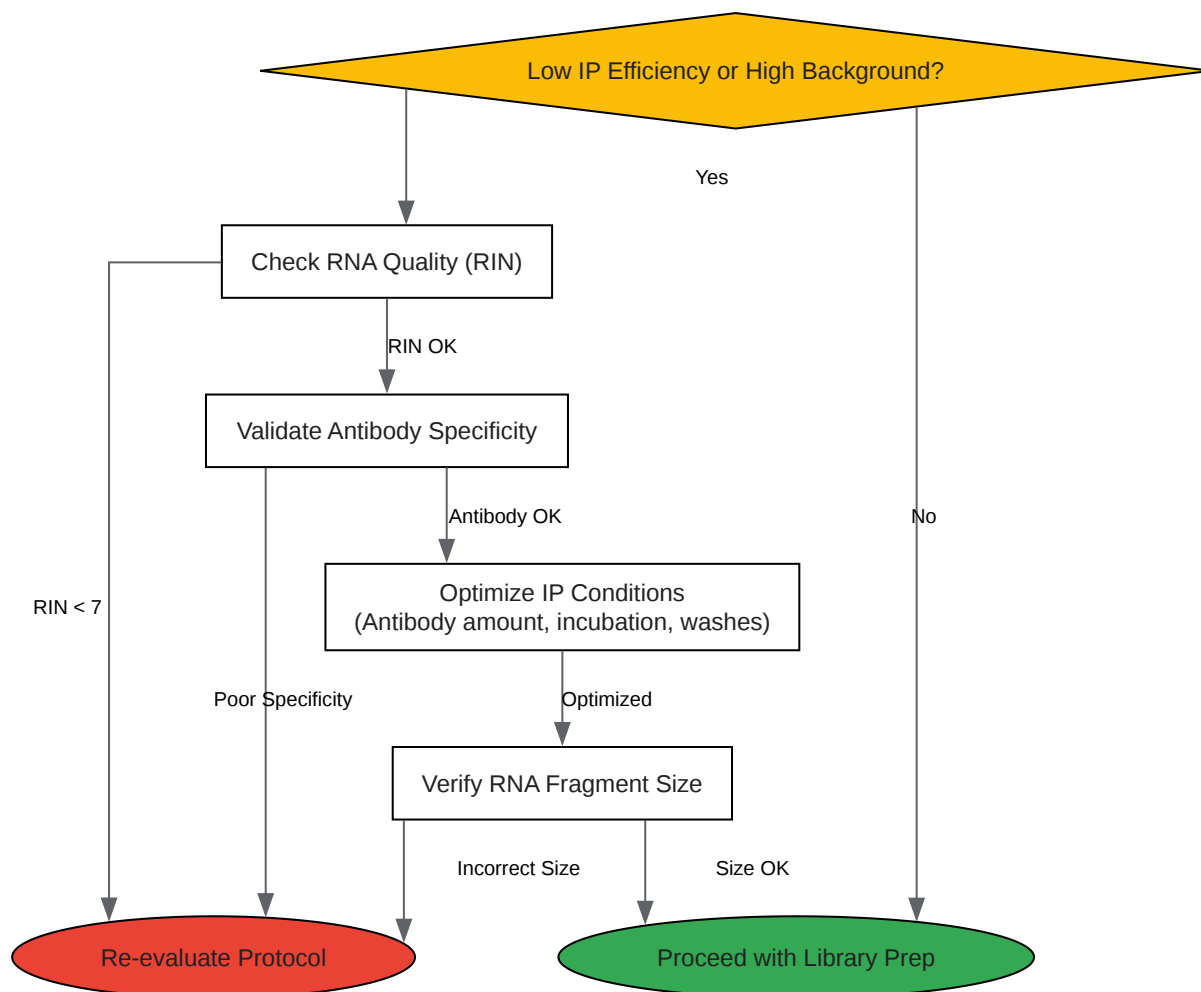 Low IP Efficiency or High Background?
Yes
Check RNA Quality (RIN)
RIN OK
Validate Antibody Specificity
Antibody OK
No
Optimize IP Conditions
(Antibody amount, incubation, washes)
RIN < 7
Poor Specificity
Optimized
Verify RNA Fragment Size
Incorrect Size
Size OK
Re-evaluate Protocol
Proceed with Library Prep